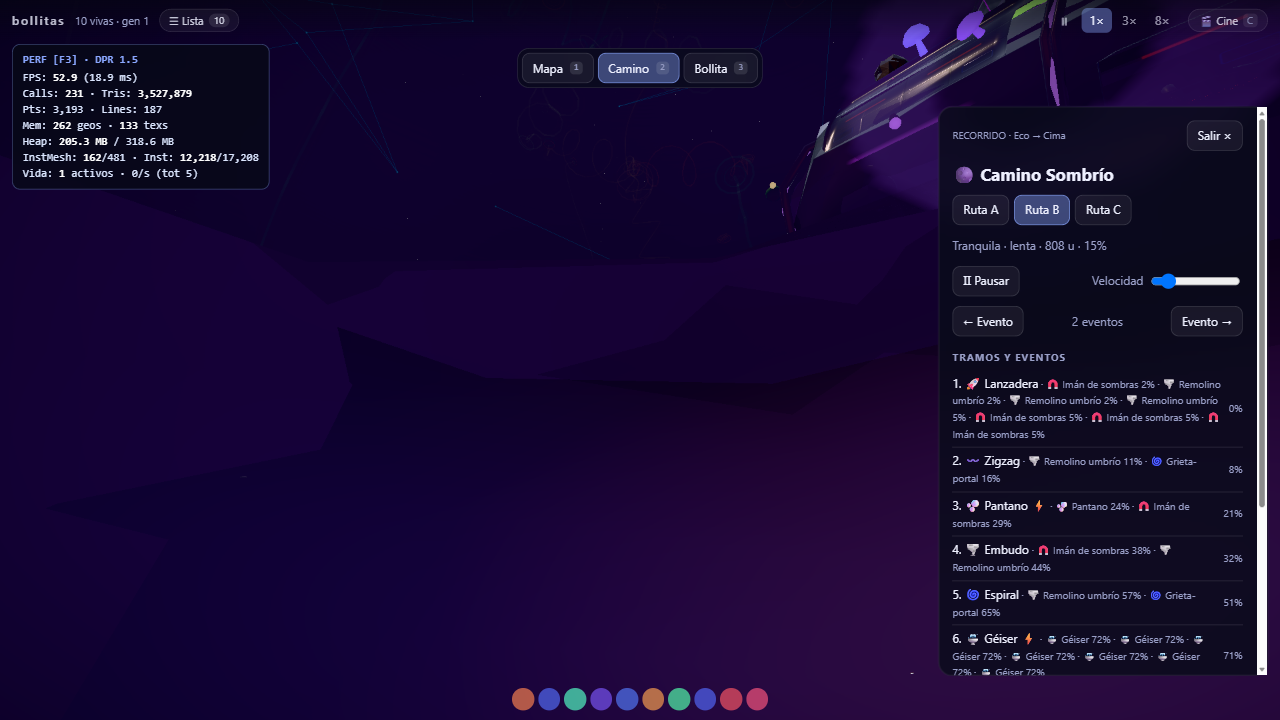 bollitas 10 vivas · gen 1 ☰ Lista 10
⏸ 1× 3× 8× 🎬 Cine C
PERF [F3] · DPR 1.5
FPS: 52.9 (18.9 ms)
Calls: 231 · Tris: 3,527,879
Pts: 3,193 · Lines: 187
Mem: 262 geos · 133 texs
Heap: 205.3 MB / 318.6 MB
InstMesh: 162/481 · Inst: 12,218/17,208
Vida: 1 activos · 0/s (tot 5)
Mapa 1 Camino 2 Bollita 3
RECORRIDO · Eco → Cima Salir ×
Camino Sombrío
Ruta A Ruta B Ruta C
Tranquila · lenta · 808 u · 15%
II Pausar Velocidad
← Evento 2 eventos Evento →
TRAMOS Y EVENTOS
1. 🚀 Lanzadera · 🧲 Imán de sombras 2% · 🌪 Remolino
umbrío 2% · 🌪 Remolino umbrío 2% · 🌪 Remolino umbrío
5% · 🧲 Imán de sombras 5% · 🧲 Imán de sombras 5% · 🧲
Imán de sombras 5%
0%
2. 〰 Zigzag · 🌪 Remolino umbrío 11% · 🌀 Grieta-
portal 16%
8%
3. Pantano ⚡ · Pantano 24% · 🧲 Imán de
sombras 29%
21%
4. 🌪 Embudo · 🧲 Imán de sombras 38% · 🌪
Remolino umbrío 44%
32%
5. 🌀 Espiral · 🌪 Remolino umbrío 57% · 🌀 Grieta-
portal 65%
51%
6. Géiser ⚡ · Géiser 72% · Géiser 72% ·
Géiser 72% · Géiser 72% · Géiser 72% · Géiser
72% · Géiser 72%
71%